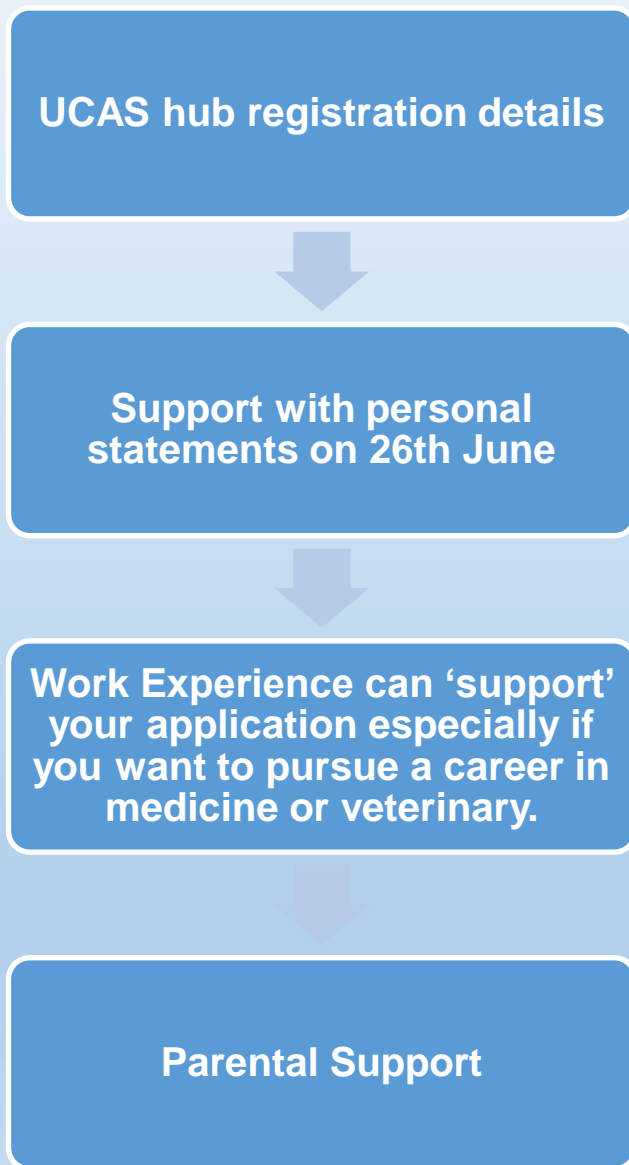 UCAS hub registration details
Support with personal
statements on 26th June
Work Experience can ‘support’
your application especially if
you want to pursue a career in
medicine or veterinary.
Parental Support